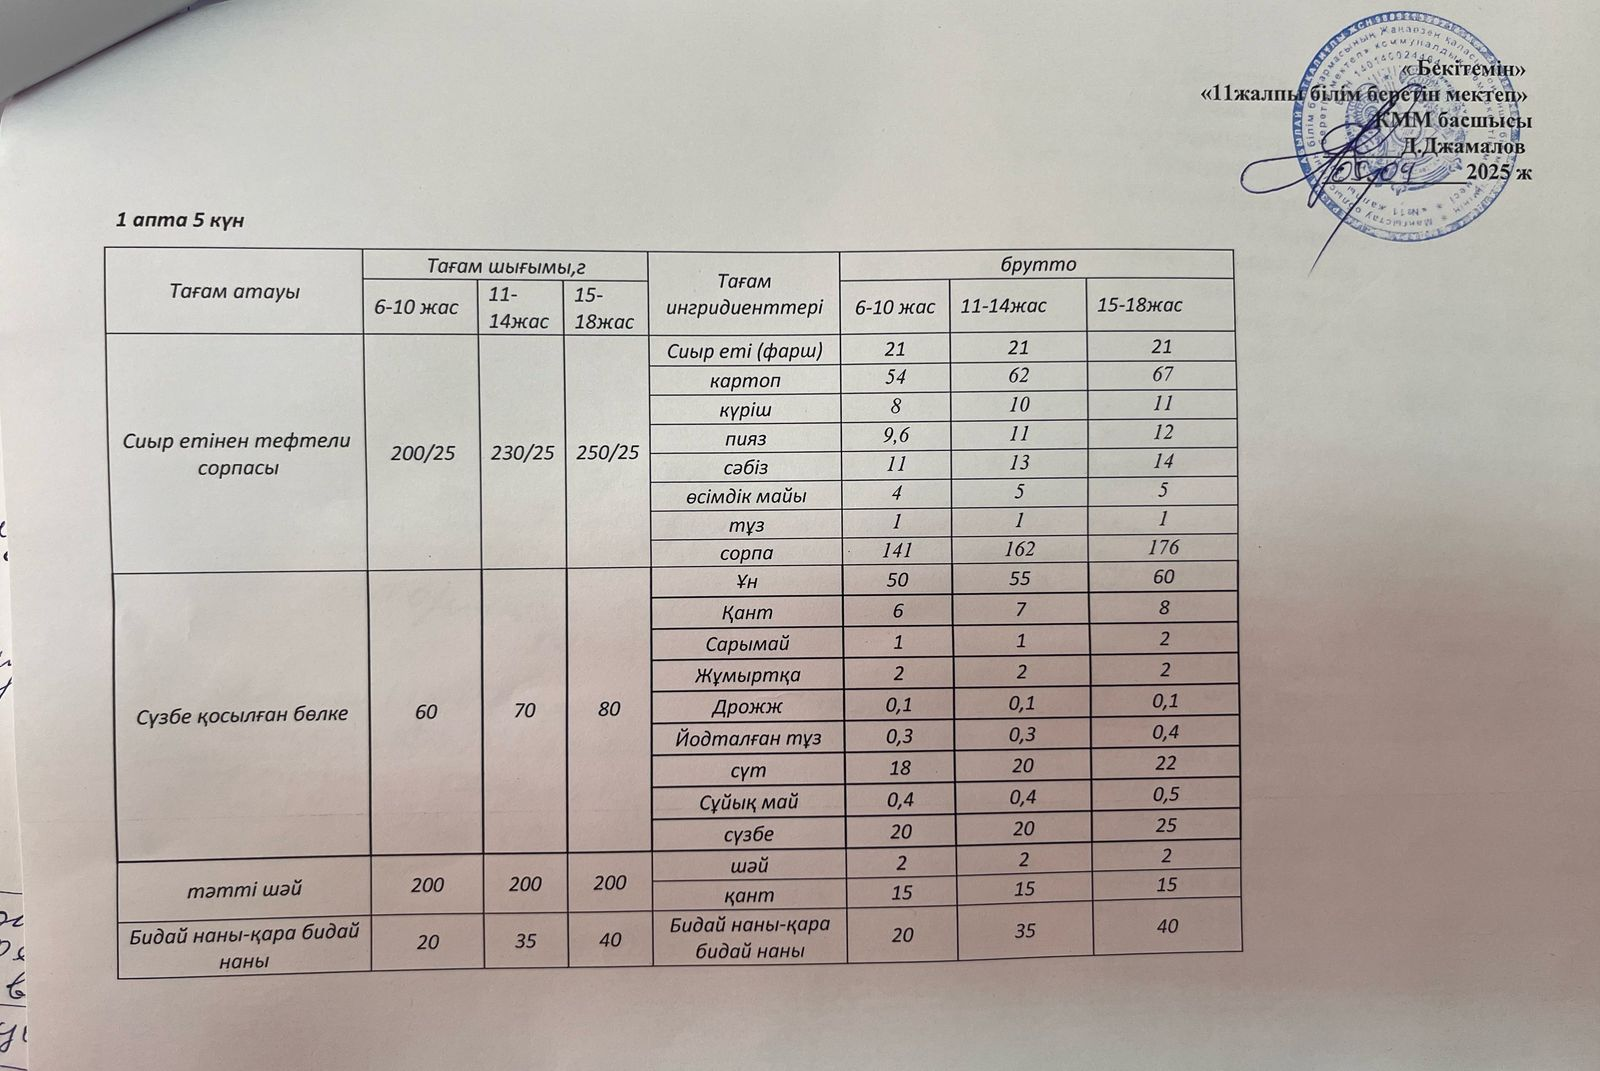 « Бекітемін»
«11жалпы білім беретін мектеп»
КММ басшысы
Д.Джамалов
2025 ж
1 апта 5 күн
Тағам атауы Тағам шығымы,г Тағам ингридиенттері брутто
6-10 жас 11-14жас 15-18жас 6-10 жас 11-14жас 15-18жас
Сиыр етінен тефтели сорпасы 200/25 230/25 250/25 Сиыр еті (фарш) 21 21 21
картоп 54 62 67
күріш 8 10 11
пияз 9,6 11 12
сәбіз 11 13 14
өсімдік майы 4 5 5
тұз 1 1 1
сорпа 141 162 176
Сүзбе қосылған бөлке 60 70 80 Ұн 50 55 60
Қант 6 7 8
Сарымай 1 1 2
Жұмыртқа 2 2 2
Дрожж 0,1 0,1 0,1
Йодталған тұз 0,3 0,3 0,4
сүт 18 20 22
Сұйық май 0,4 0,4 0,5
сүзбе 20 20 25
тәтті шәй 200 200 200 шәй 2 2 2
қант 15 15 15
Бидай наны-қара бидай наны 20 35 40 Бидай наны-қара бидай наны 20 35 40